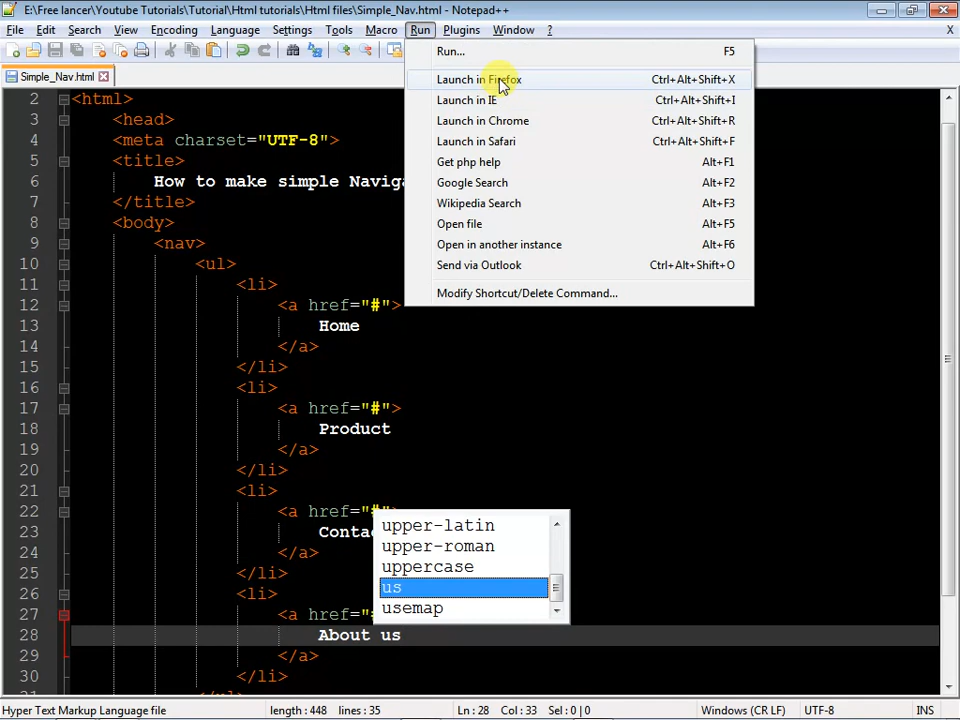 E:\Free lancer\Youtube Tutorials\Tutorial\Html tutorials\Html files\Simple_Nav.html - Notepad++
File Edit Search View Encoding Language Settings Tools Macro Run Plugins Window ? X
Simple_Nav.html
Run... F5
Launch in Firefox Ctrl+Alt+Shift+X
Launch in IE Ctrl+Alt+Shift+I
Launch in Chrome Ctrl+Alt+Shift+R
Launch in Safari Ctrl+Alt+Shift+F
Get php help Alt+F1
Google Search Alt+F2
Wikipedia Search Alt+F3
Open file Alt+F5
Open in another instance Alt+F6
Send via Outlook Ctrl+Alt+Shift+O
Modify Shortcut/Delete Command...
2 <html>
3 <head>
4 <meta charset="UTF-8">
5 <title>
6 How to make simple
7 </title>
8 <body>
9 <nav>
10 <ul>
11 <li>
12 <a href="#">
13 Home
14 </a>
15 </li>
16 <li>
17 <a href="#">
18 Product
19 </a>
20 </li>
21 <li>
22 <a href="#
23
24 </a>
25 </li>
26 <li>
27 <a href=
28 About us
29 </a>
30 </li>
upper-latin
upper-roman
uppercase
us
usemap
Hyper Text Markup Language file length : 448 lines : 35 Ln : 28 Col : 33 Sel : 0 | 0 Windows (CR LF) UTF-8 INS